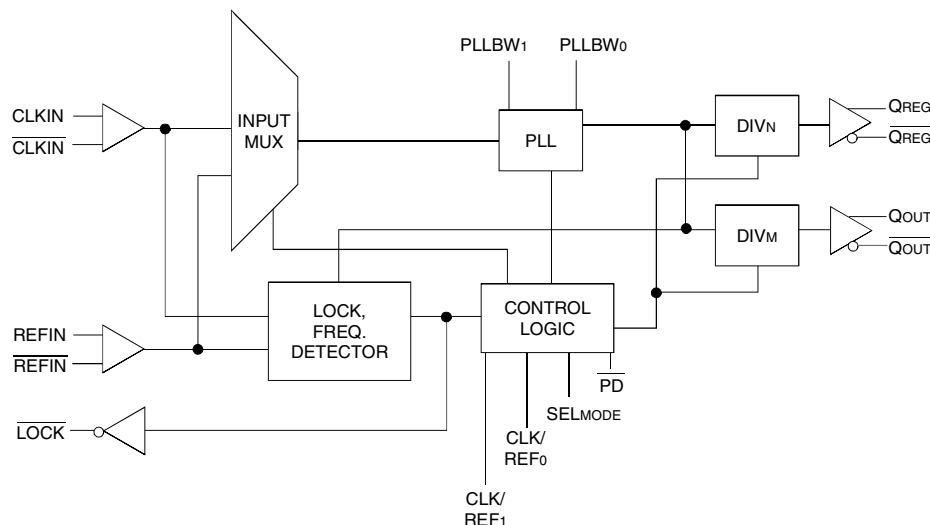 PLLBW1
PLLBW0
CLKIN
CLKIN
INPUT
MUX
PLL
DIVN
QREG
QREG
DIVM
QOUT
QOUT
REFIN
REFIN
LOCK,
FREQ.
DETECTOR
CONTROL
LOGIC
PD
SELMODE
LOCK
CLK/
REF0
CLK/
REF1